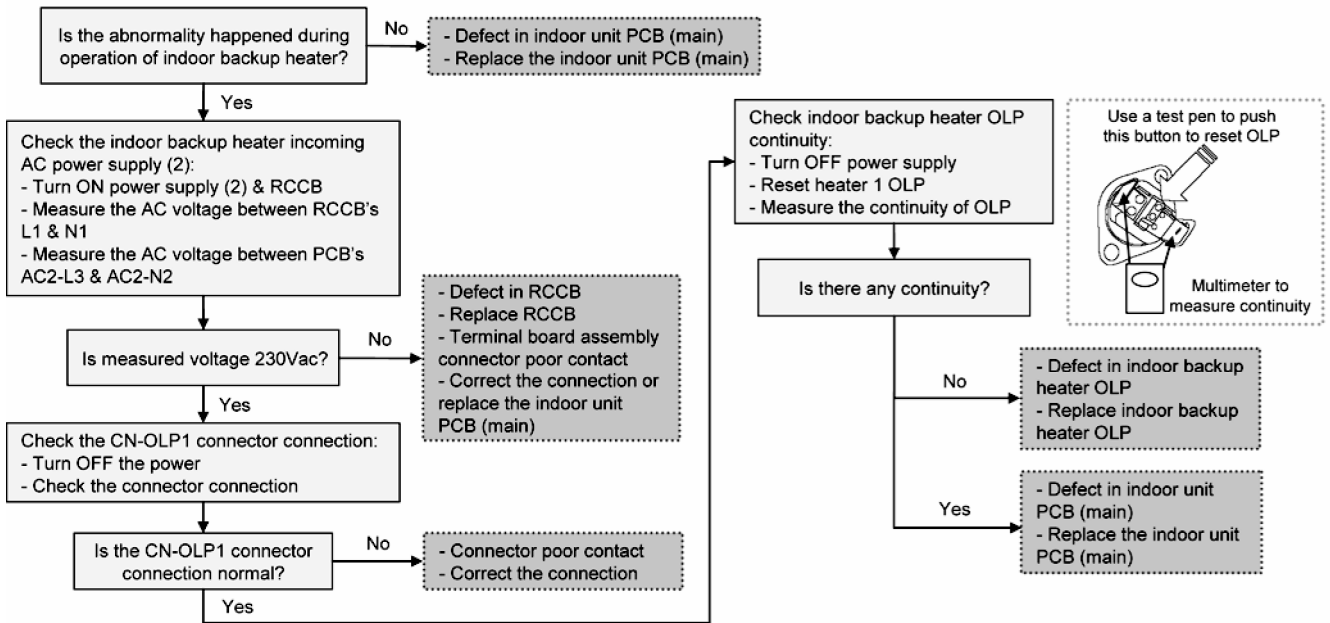 Is the abnormality happened during
operation of indoor backup heater?
No
- Defect in indoor unit PCB (main)
- Replace the indoor unit PCB (main)
Yes
Check the indoor backup heater incoming
AC power supply (2):
- Turn ON power supply (2) & RCCB
- Measure the AC voltage between RCCB's
L1 & N1
- Measure the AC voltage between PCB's
AC2-L3 & AC2-N2
Is measured voltage 230Vac?
No
- Defect in RCCB
- Replace RCCB
- Terminal board assembly
connector poor contact
- Correct the connection or
replace the indoor unit
PCB (main)
Yes
Check the CN-OLP1 connector connection:
- Turn OFF the power
- Check the connector connection
Is the CN-OLP1 connector
connection normal?
No
- Connector poor contact
- Correct the connection
Yes
Check indoor backup heater OLP
continuity:
- Turn OFF power supply
- Reset heater 1 OLP
- Measure the continuity of OLP
Use a test pen to push
this button to reset OLP
Multimeter to
measure continuity
Is there any continuity?
No
- Defect in indoor backup
heater OLP
- Replace indoor backup
heater OLP
Yes
- Defect in indoor unit
PCB (main)
- Replace the indoor unit
PCB (main)